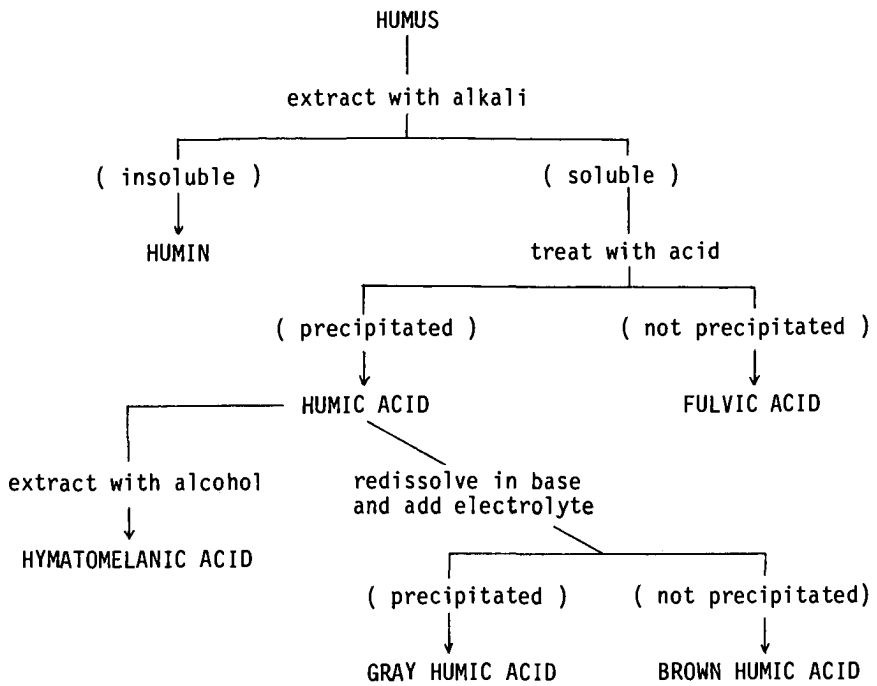 HUMUS
extract with alkali
( insoluble )
( soluble )
HUMIN
treat with acid
( precipitated )
( not precipitated )
HUMIC ACID
FULVIC ACID
extract with alcohol
redissolve in base
and add electrolyte
HYMATOMELANIC ACID
( precipitated )
( not precipitated)
GRAY HUMIC ACID
BROWN HUMIC ACID